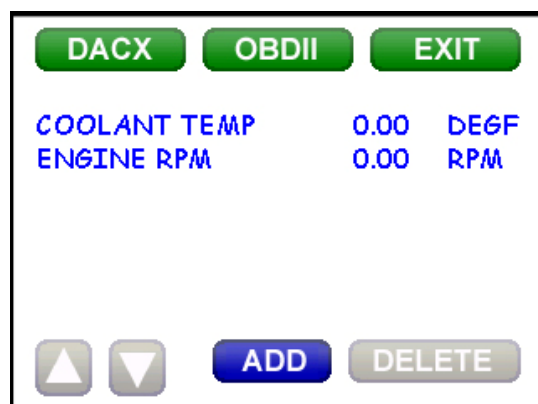 DACX OBDII EXIT
COOLANT TEMP 0.00 DEGF
ENGINE RPM 0.00 RPM
ADD DELETE